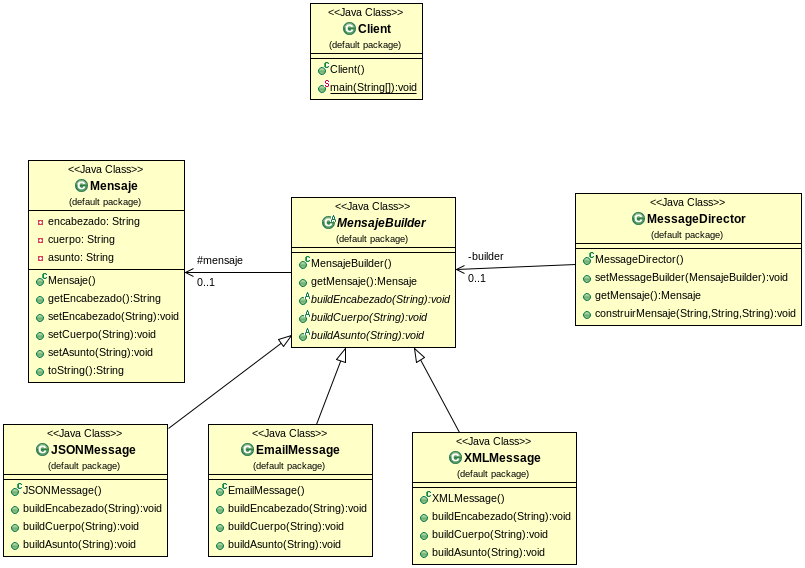 <<Java Class>>
Client
(default package)
Client()
main(String[]):void
<<Java Class>>
Mensaje
(default package)
encabezado: String
cuerpo: String
asunto: String
Mensaje()
getEncabezado():String
setEncabezado(String):void
setCuerpo(String):void
setAsunto(String):void
toString():String
#mensaje
0..1
<<Java Class>>
MensajeBuilder
(default package)
MensajeBuilder()
getMensaje():Mensaje
buildEncabezado(String):void
buildCuerpo(String):void
buildAsunto(String):void
-builder
0..1
<<Java Class>>
MessageDirector
(default package)
MessageDirector()
setMessageBuilder(MensajeBuilder):void
getMensaje():Mensaje
construirMensaje(String,String,String):void
<<Java Class>>
JSONMessage
(default package)
JSONMessage()
buildEncabezado(String):void
buildCuerpo(String):void
buildAsunto(String):void
<<Java Class>>
EmailMessage
(default package)
EmailMessage()
buildEncabezado(String):void
buildCuerpo(String):void
buildAsunto(String):void
<<Java Class>>
XMLMessage
(default package)
XMLMessage()
buildEncabezado(String):void
buildCuerpo(String):void
buildAsunto(String):void